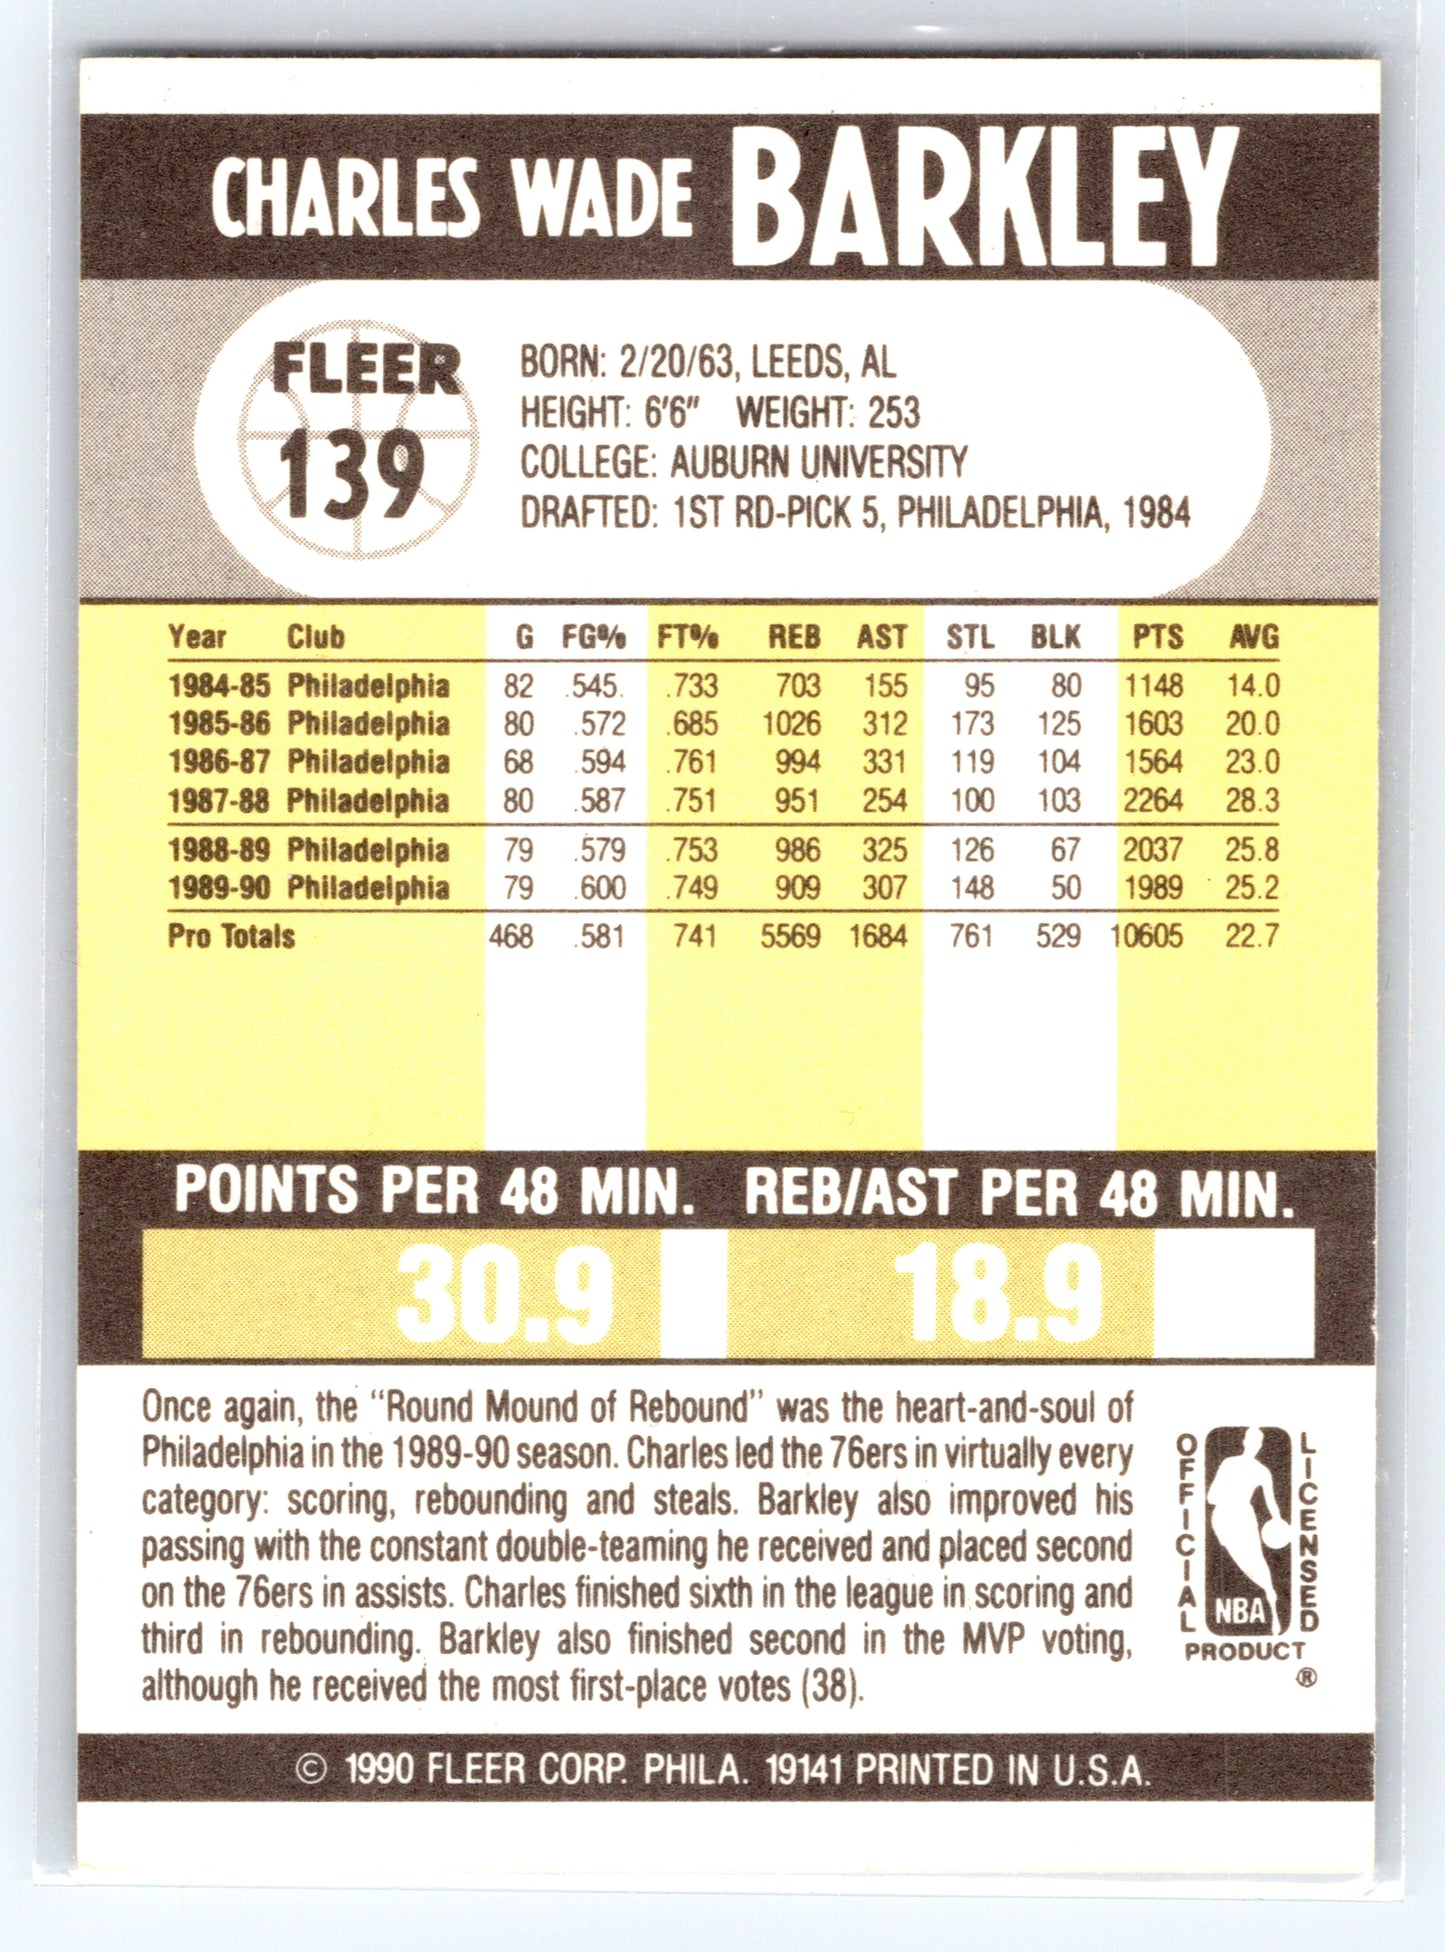 CHARLES WADE BARKLEY
FLEER
139
BORN: 2/20/63, LEEDS, AL
HEIGHT: 6'6" WEIGHT: 253
COLLEGE: AUBURN UNIVERSITY
DRAFTED: 1ST RD-PICK 5, PHILADELPHIA, 1984
Year Club G FG% FT% REB AST STL BLK PTS AVG
1984-85 Philadelphia 82 .545 .733 703 155 95 80 1148 14.0
1985-86 Philadelphia 80 .572 .685 1026 312 173 125 1603 20.0
1986-87 Philadelphia 68 .594 .761 994 331 119 104 1564 23.0
1987-88 Philadelphia 80 .587 .751 951 254 100 103 2264 28.3
1988-89 Philadelphia 79 .579 .753 986 325 126 67 2037 25.8
1989-90 Philadelphia 79 .600 .749 909 307 148 50 1989 25.2
Pro Totals 468 .581 .741 5569 1684 761 529 10605 22.7
POINTS PER 48 MIN. REB/AST PER 48 MIN.
30.9 18.9
Once again, the "Round Mound of Rebound" was the heart-and-soul of
Philadelphia in the 1989-90 season. Charles led the 76ers in virtually every
category: scoring, rebounding and steals. Barkley also improved his
passing with the constant double-teaming he received and placed second
on the 76ers in assists. Charles finished sixth in the league in scoring and
third in rebounding. Barkley also finished second in the MVP voting,
although he received the most first-place votes (38).
OFFICIAL
LICENSED
NBA
PRODUCT
®
© 1990 FLEER CORP. PHILA. 19141 PRINTED IN U.S.A.